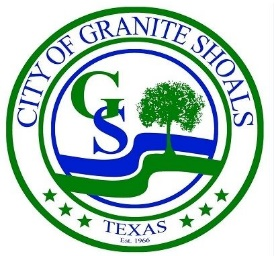 CITY OF GRANITE SHOALS
GS
TEXAS
Est. 1966